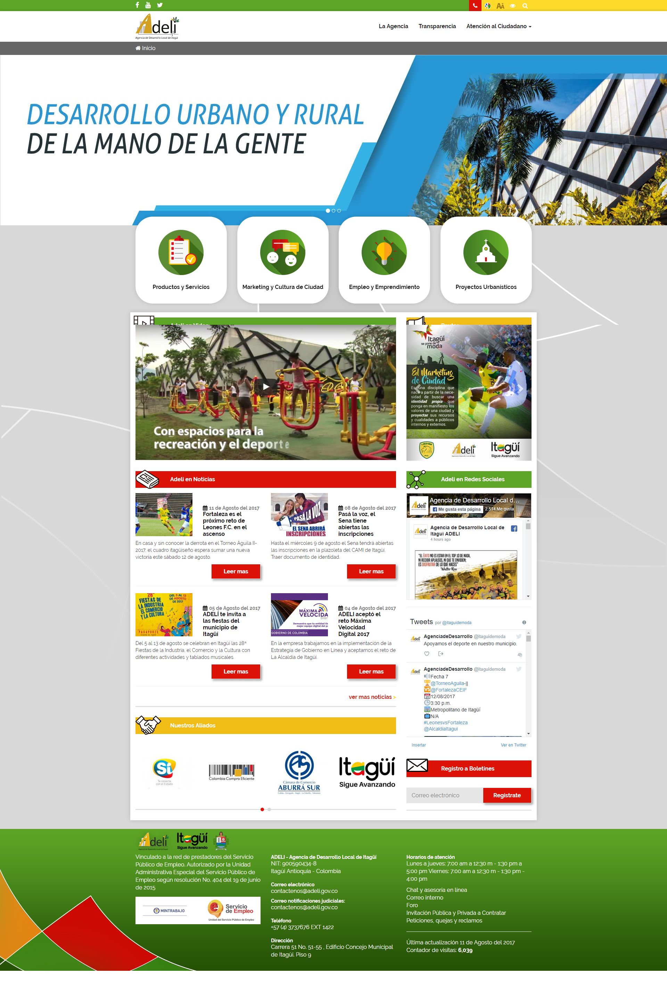 Adeli
Agencia de Desarrollo Local de Itagüí
La Agencia
Transparencia
Atención al Ciudadano
Inicio
DESARROLLO URBANO Y RURAL
DE LA MANO DE LA GENTE
Productos y Servicios
Marketing y Cultura de Ciudad
Empleo y Emprendimiento
Proyectos Urbanísticos
Con espacios para la
recreación y el deporte
Itagüí
se pone de
moda
El Marketing
de Ciudad
Es una disciplina que
nace a partir de la nece-
sidad de buscar una
identidad propia que
ponga en manifiesto los
valores de una ciudad y
proyectar sus recursos
y cualidades a públicos
internos y externos.
LEONES
F.C.
Adeli
Itagüí
Sigue Avanzando
Adeli en Noticias
11 de Agosto del 2017
Fortaleza es el
próximo reto de
Leones F.C. en el
ascenso
En casa y sin conocer la derrota en el Torneo Águila II-
2017, el cuadro itagüiseño espera sumar una nueva
victoria este sábado 12 de agosto.
Leer mas
PASÁ LA VOZ
EL SENA ABRIRÁ
INSCRIPCIONES
08 de Agosto del 2017
Pasá la voz, el
Sena tiene
abiertas las
inscripciones
Hasta el miércoles 9 de agosto el Sena tendrá abiertas
las inscripciones en la plazoleta del CAMI de Itagüí.
Traer documento de identidad.
Leer mas
28ª
FIESTAS DE
LA INDUSTRIA
EL COMERCIO
Y LA CULTURA
DEL 5 AL 13
DE AGOSTO
DE 2017
05 de Agosto del 2017
ADELÍ te invita a
las fiestas del
municipio de
Itagüí
Del 5 al 13 de agosto se celebran en Itagüí las 28ª
Fiestas de la Industria, el Comercio y la Cultura con
diferentes actividades y tablados musicales.
Leer mas
MÁXIMA
VELOCIDA
DIGI
Demuestra que tu entidad ti
mejor equipo digital del pa
GOBIERNO DE COLOMBIA
04 de Agosto del 2017
ADELI aceptó el
reto Máxima
Velocidad
Digital 2017
En la empresa trabajamos en la implementación de la
Estrategia de Gobierno en Línea y aceptamos el reto de
La Alcaldía de Itagüí.
Leer mas
ver mas noticias >
Nuestros Aliados
Sí
Te conecta
con el Estado
Colombia Compra Eficiente
Cámara de Comercio
ABURRÁ SUR
Caldas - Envigado - Itagüí - La Estrella - Sabaneta
Itagüí
Sigue Avanzando
Adeli en Redes Sociales
Adeli
Agencia de Desarrollo Local d…
Me gusta esta página
2.514 Me gusta
Adeli
Agencia de Desarrollo Local de
Itagui ADELI
4 hours ago
"EL ÉXITO NO ES ESTAR EN EL TOP 10 DE NADA,
NI RECIBIR APLAUSOS, NI QUE TE ENVIDIEN;
ES DISFRUTAR DE LO QUE HACES"
Walter Riso
Tweets por @itaguidemoda
Adeli
AgenciadeDesarrollo @itaguidemoda
Apoyamos el deporte en nuestro municipio.
4h
Adeli
AgenciadeDesarrollo @itaguidemoda
Fecha 7
@TorneoAguila-||
VS@FortalezaCEIF
12/08/2017
3:30 p.m.
Metropolitano de Itagüí
N/A
#LeonesvsFortaleza
@AlcaldiaItagui
Insertar
Ver en Twitter
Registro a Boletines
Correo electrónico
Registrate
Adeli
Itagüí
Sigue Avanzando
Vinculado a la red de prestadores del Servicio
Público de Empleo. Autorizado por la Unidad
Administrativa Especial del Servicio Público de
Empleo según resolución No. 404 del 19 de junio
de 2015
MINTRABAJO
Servicio
de Empleo
Unidad del Servicio Público de Empleo
ADELI - Agencia de Desarrollo Local de Itagüí
NIT: 900590434-8
Itagüí Antioquia - Colombia
Correo electrónico
contactenos@adeli.gov.co
Correo notificaciones judiciales:
contactenos@adeli.gov.co
Teléfono
+57 (4) 3737676 EXT 1422
Dirección
Carrera 51 No. 51-55 , Edificio Concejo Municipal
de Itagüí. Piso 9
Horarios de atención
Lunes a jueves: 7:00 am a 12:30 m - 1:30 pm a
5:00 pm Viernes: 7:00 am a 12:30 m - 1:30 pm -
4:00 pm
Chat y asesoria en línea
Correo interno
Foro
Invitación Pública y Privada a Contratar
Peticiones, quejas y reclamos
Última actualización 11 de Agosto del 2017
Contador de visitas: 6,039